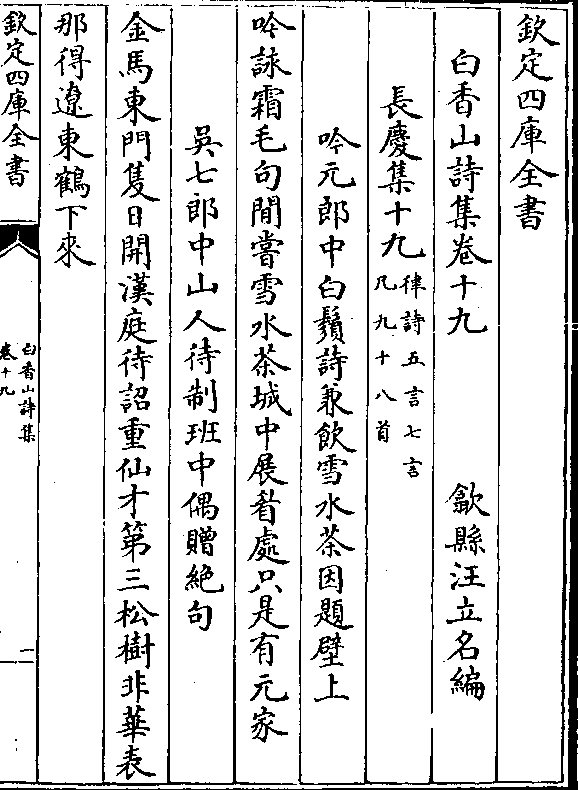 欽定四庫全書
白香山詩集卷十九　歙縣汪立名編
長慶集十九律詩五言七言
凡九十八首
吟元郎中白鬚詩兼飲雪水茶因題壁上
吟詠霜毛句閒嘗雪水茶城中展眉處只是有元家
吳七郎中山人待制班中偶贈絶句
金馬東門隻日開漢庭待詔重仙才第三松樹非華表
那得遼東鶴下來
欽定四庫全書
白香山詩集
卷十九
一